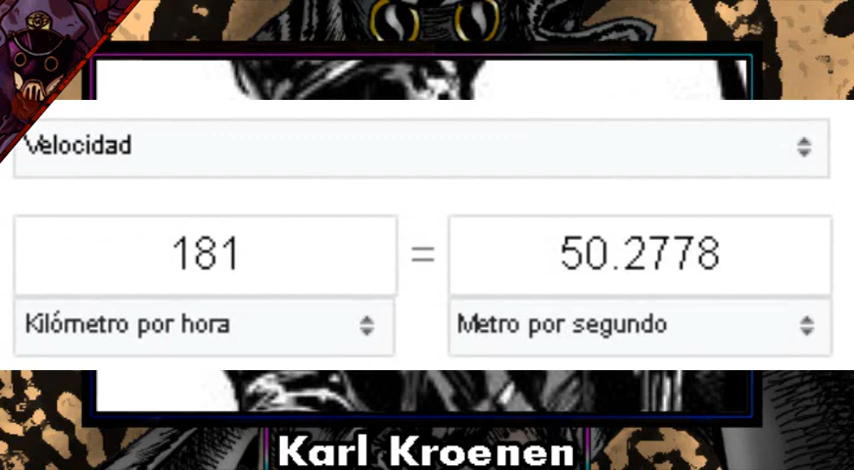 Velocidad
181 = 50.2778
Kilómetro por hora Metro por segundo
Karl Kroenen